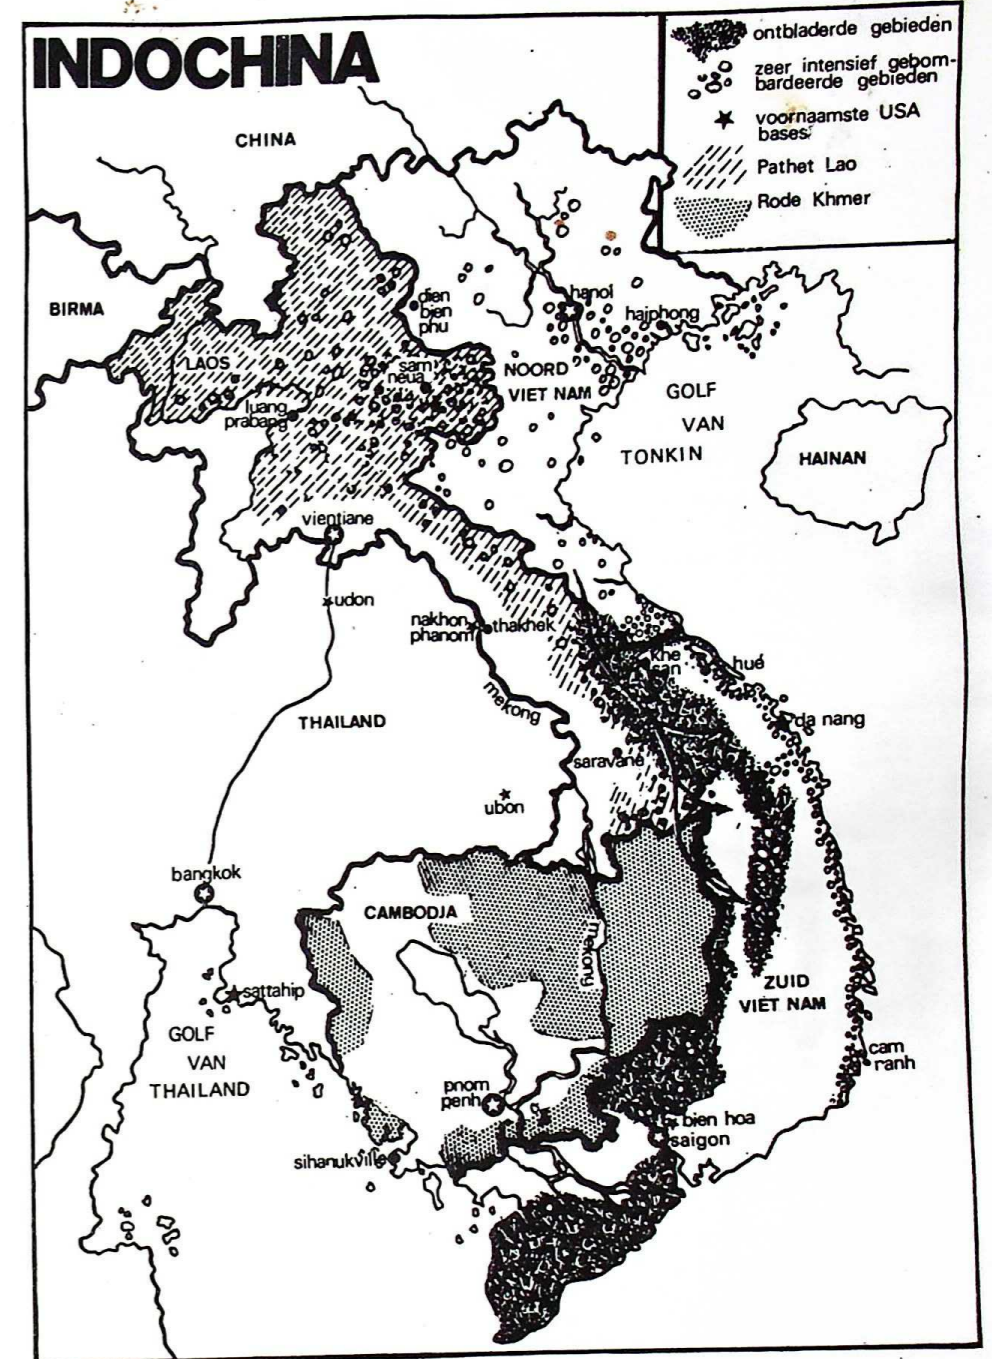 INDOCHINA
ontbladerde gebieden
zeer intensief gebom-
bardeerde gebieden
voornaamste USA
bases
Pathet Lao
Rode Khmer
CHINA
BIRMA
LAOS
dien
bien
phu
hanoi
haiphong
sam
neua
NOORD
VIET NAM
luang
prabang
GOLF
VAN
TONKIN
HAINAN
vientiane
udon
nakhon
phanom
thakhek
khe
san
hué
mekong
THAILAND
da nang
saravane
ubon
bangkok
CAMBODJA
mekong
sattahip
ZUID
VIET NAM
GOLF
VAN
THAILAND
cam
ranh
pnom
penh
bien hoa
saigon
sihanukville